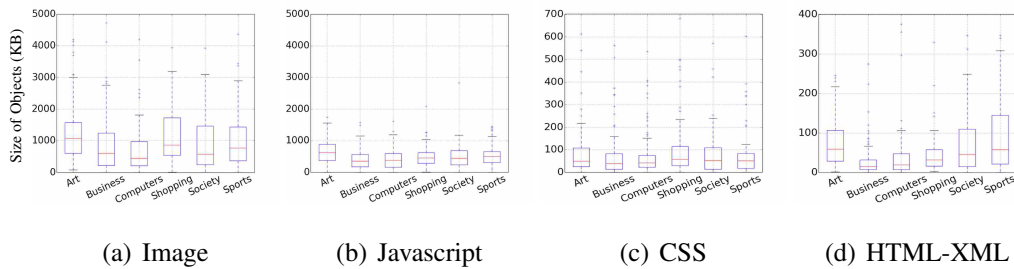 Size of Objects (KB)
5000
4000
3000
2000
1000
0
Art Business Computers Shopping Society Sports
(a) Image
5000
4000
3000
2000
1000
0
Art Business Computers Shopping Society Sports
(b) Javascript
700
600
500
400
300
200
100
0
Art Business Computers Shopping Society Sports
(c) CSS
400
300
200
100
0
Art Business Computers Shopping Society Sports
(d) HTML-XML